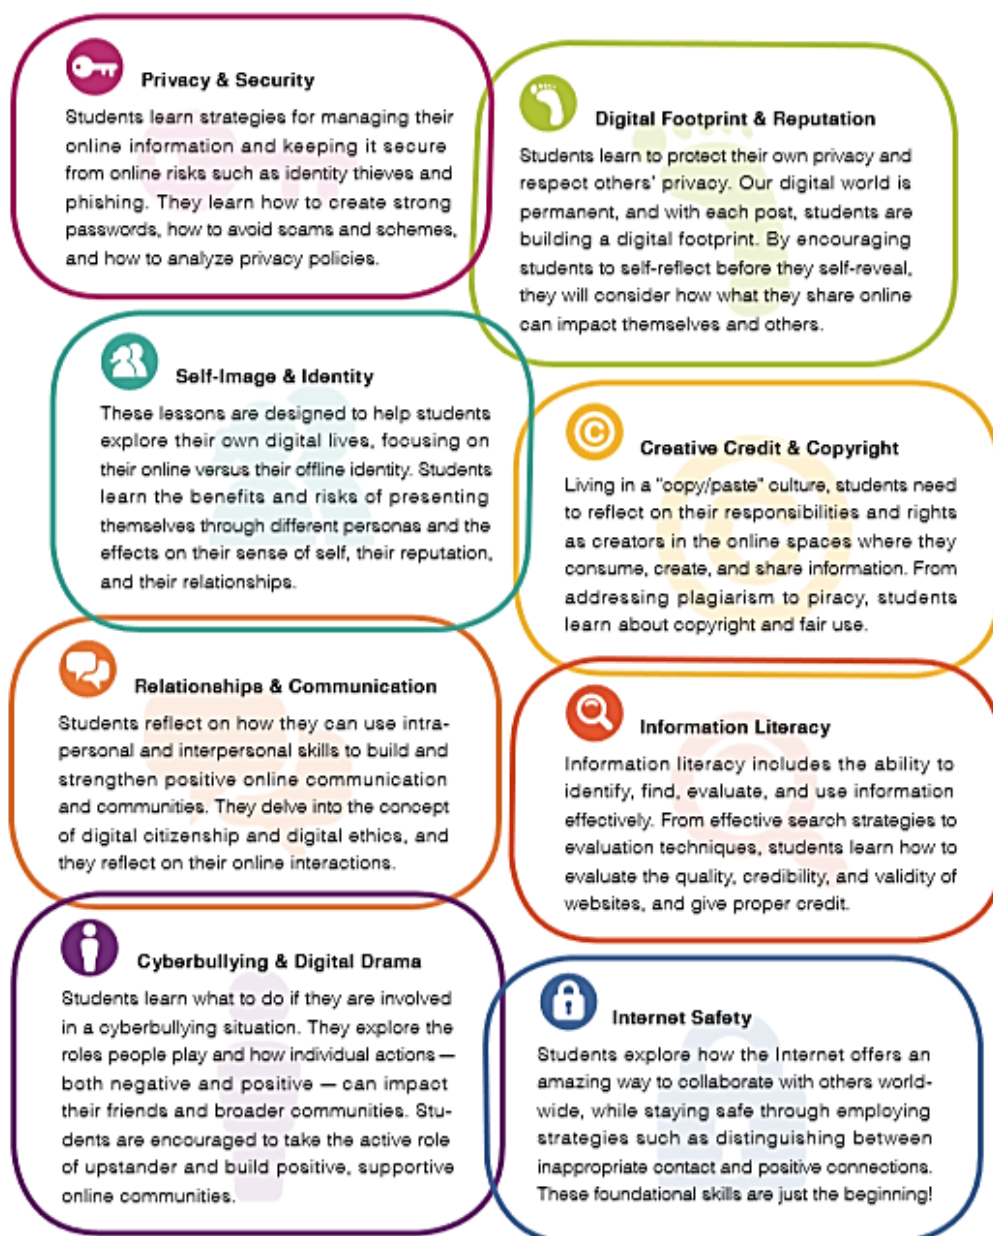 Privacy & Security
Students learn strategies for managing their
online information and keeping it secure
from online risks such as identity thieves and
phishing. They learn how to create strong
passwords, how to avoid scams and schemes,
and how to analyze privacy policies.
Digital Footprint & Reputation
Students learn to protect their own privacy and
respect others' privacy. Our digital world is
permanent, and with each post, students are
building a digital footprint. By encouraging
students to self-reflect before they self-reveal,
they will consider how what they share online
can impact themselves and others.
Self-Image & Identity
These lessons are designed to help students
explore their own digital lives, focusing on
their online versus their offline identity. Students
learn the benefits and risks of presenting
themselves through different personas and the
effects on their sense of self, their reputation,
and their relationships.
Creative Credit & Copyright
Living in a "copy/paste" culture, students need
to reflect on their responsibilities and rights
as creators in the online spaces where they
consume, create, and share information. From
addressing plagiarism to piracy, students
learn about copyright and fair use.
Relationships & Communication
Students reflect on how they can use intra-
personal and interpersonal skills to build and
strengthen positive online communication
and communities. They delve into the concept
of digital citizenship and digital ethics, and
they reflect on their online interactions.
Information Literacy
Information literacy includes the ability to
identify, find, evaluate, and use information
effectively. From effective search strategies to
evaluation techniques, students learn how to
evaluate the quality, credibility, and validity of
websites, and give proper credit.
Cyberbullying & Digital Drama
Students learn what to do if they are involved
in a cyberbullying situation. They explore the
roles people play and how individual actions —
both negative and positive — can impact
their friends and broader communities. Stu-
dents are encouraged to take the active role
of upstander and build positive, supportive
online communities.
Internet Safety
Students explore how the Internet offers an
amazing way to collaborate with others world-
wide, while staying safe through employing
strategies such as distinguishing between
inappropriate contact and positive connections.
These foundational skills are just the beginning!